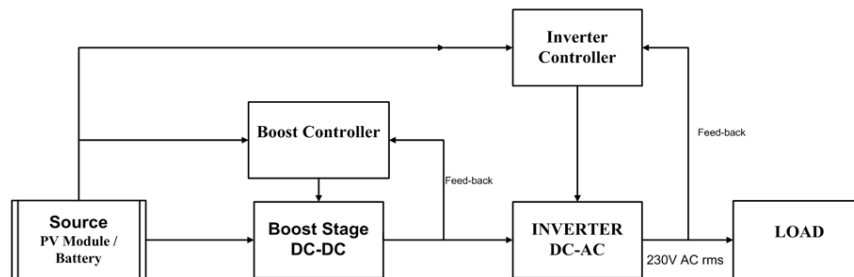 Inverter
Controller
Boost Controller
Feed-back
Feed-back
Source
PV Module /
Battery
Boost Stage
DC-DC
INVERTER
DC-AC
230V AC rms
LOAD